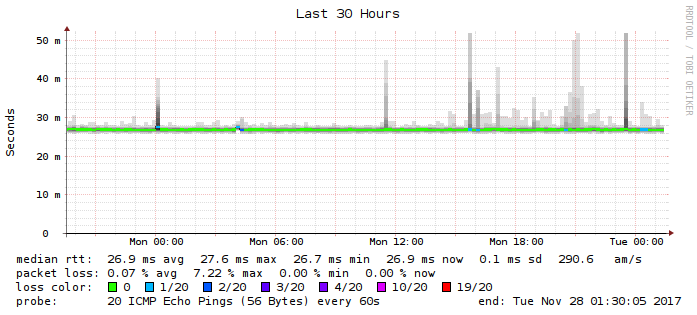 Last 30 Hours
RRDTOOL / TOBI OETIKER
Seconds
50 m
40 m
30 m
20 m
10 m
0
Mon 00:00 Mon 06:00 Mon 12:00 Mon 18:00 Tue 00:00
median rtt: 26.9 ms avg 27.6 ms max 26.7 ms min 26.9 ms now 0.1 ms sd 290.6 am/s
packet loss: 0.07 % avg 7.22 % max 0.00 % min 0.00 % now
loss color: 0 1/20 2/20 3/20 4/20 10/20 19/20
probe: 20 ICMP Echo Pings (56 Bytes) every 60s end: Tue Nov 28 01:30:05 2017